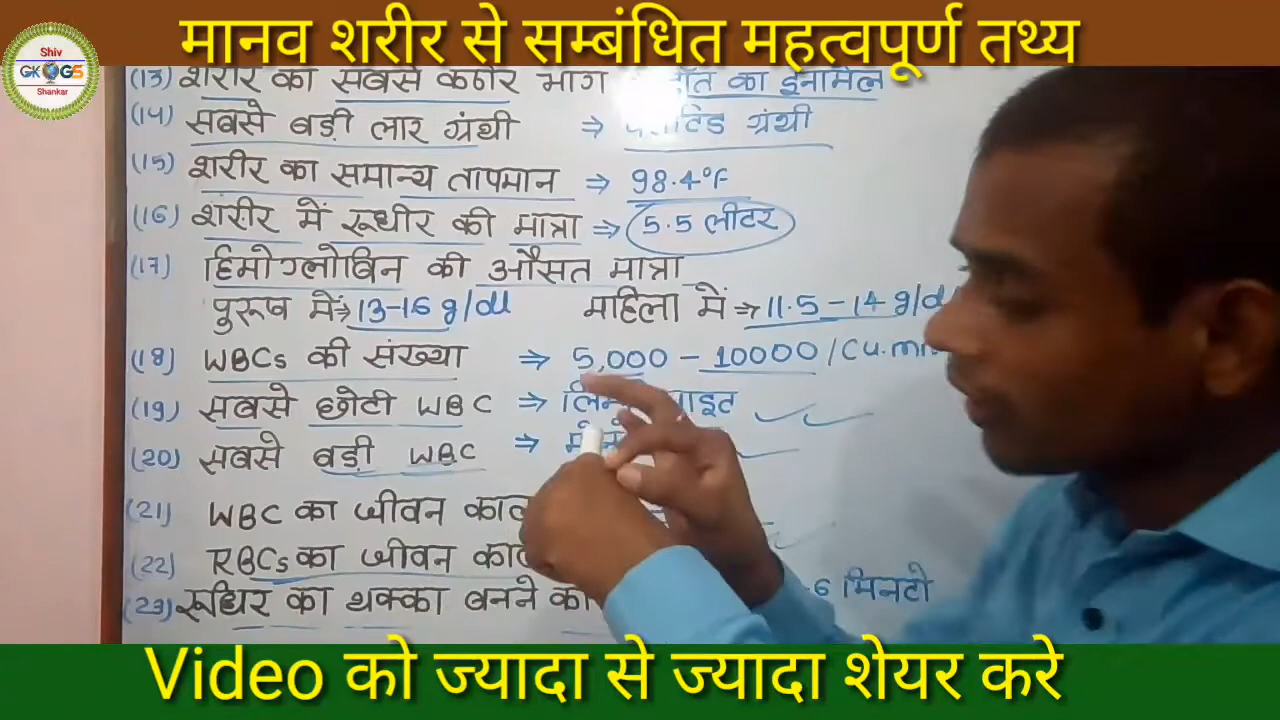 मानव शरीर से सम्बंधित महत्वपूर्ण तथ्य
Shiv
GK GS
Shankar
(13) शरीर का सबसे कठोर भाग का इनामेल
(14) सबसे बड़ी लार ग्रंथी ⇒ ग्रंथी
(15) शरीर का समान्य तापमान ⇒ 98.4°F
(16) शरीर में रूधीर की मात्रा ⇒ 5.5 लीटर
(17) हिमोग्लोबिन की औसत मात्रा
पुरूष में ⇒ 13-16 g/dl महिला में ⇒ 11.5 - 14 g/dl
(18) WBCs की संख्या ⇒ 5,000 - 10000 /Cu.
(19) सबसे छोटी WBC ⇒
(20) सबसे बड़ी WBC ⇒
(21) WBC का जीवन
(22) RBCs का जीवन
(23) रूधिर का थक्का बनने का 6 मिनटो
Video को ज्यादा से ज्यादा शेयर करे